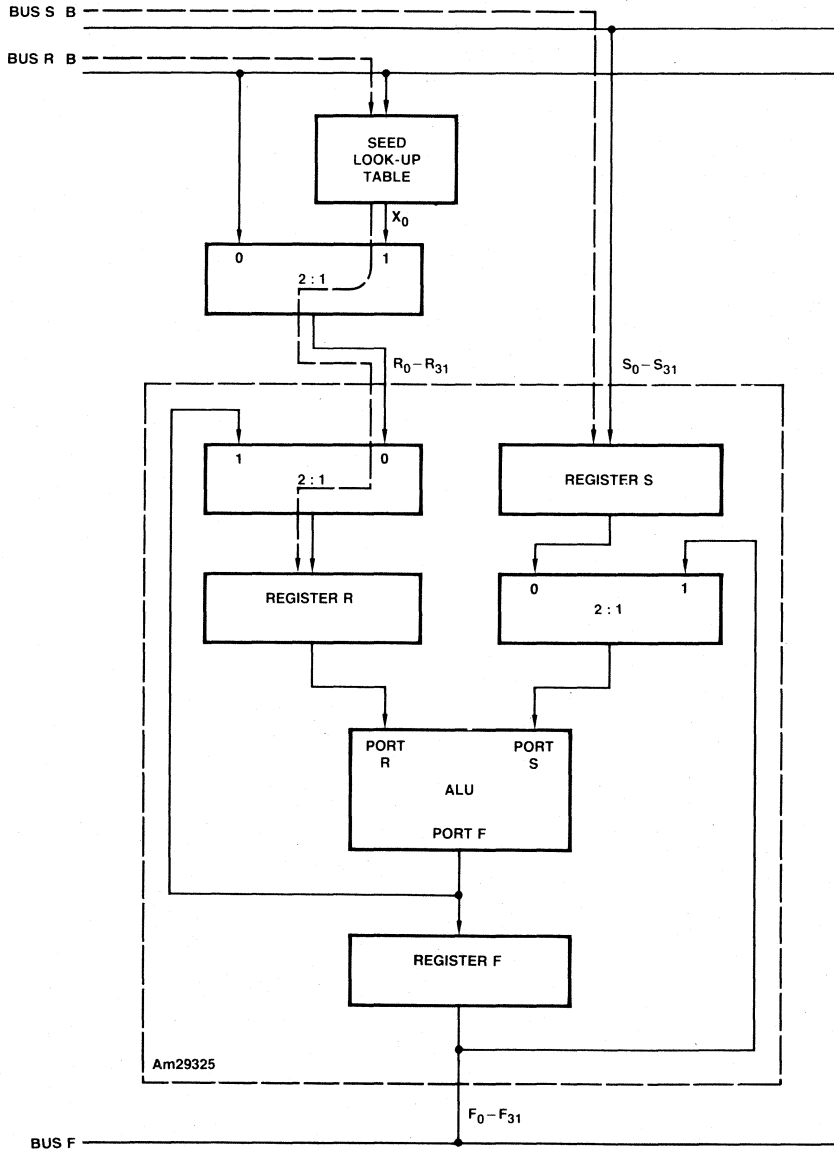 BUS S B
BUS R B
SEED
LOOK-UP
TABLE
X0
0 1
2 : 1
R0–R31
S0–S31
1 0
2 : 1
REGISTER S
REGISTER R
0 1
2 : 1
PORT R
PORT S
ALU
PORT F
REGISTER F
Am29325
F0–F31
BUS F